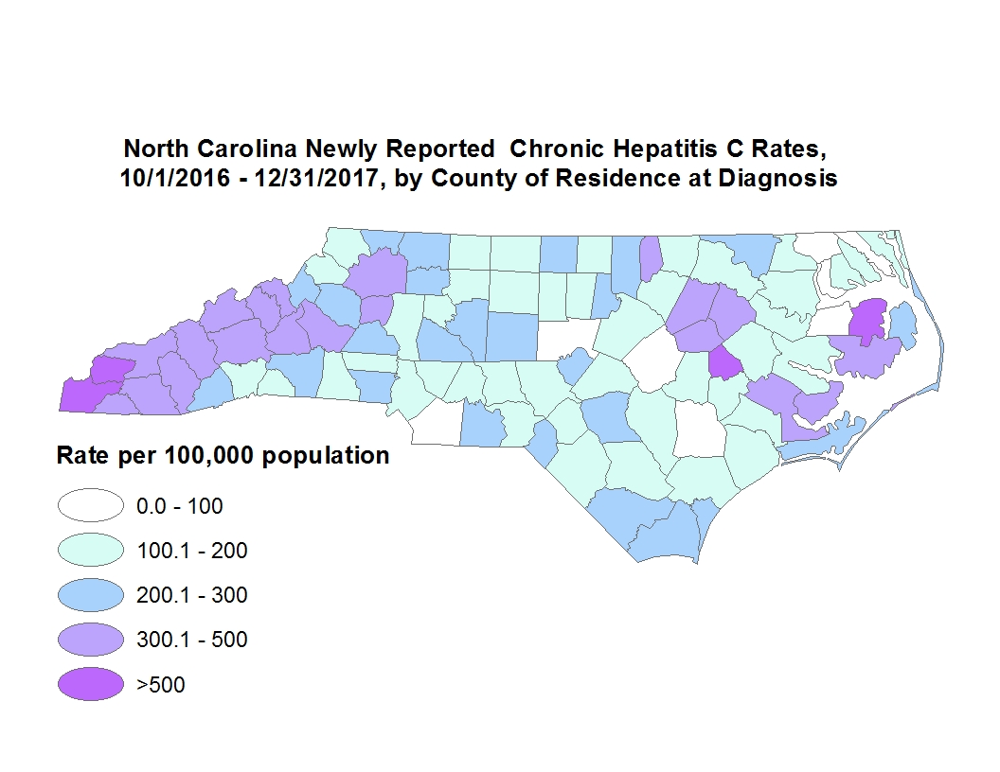 North Carolina Newly Reported  Chronic Hepatitis C Rates,
10/1/2016 - 12/31/2017, by County of Residence at Diagnosis
Rate per 100,000 population
0.0 - 100
100.1 - 200
200.1 - 300
300.1 - 500
>500